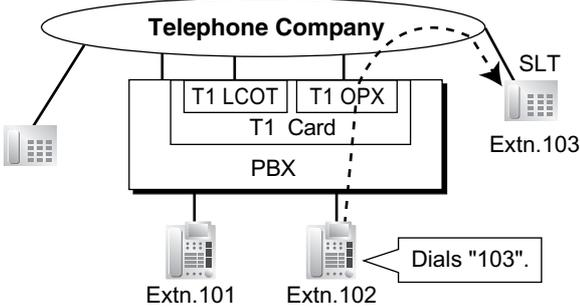 Telephone Company
SLT
T1 LCOT
T1 OPX
T1 Card
Extn.103
PBX
Dials "103".
Extn.101
Extn.102